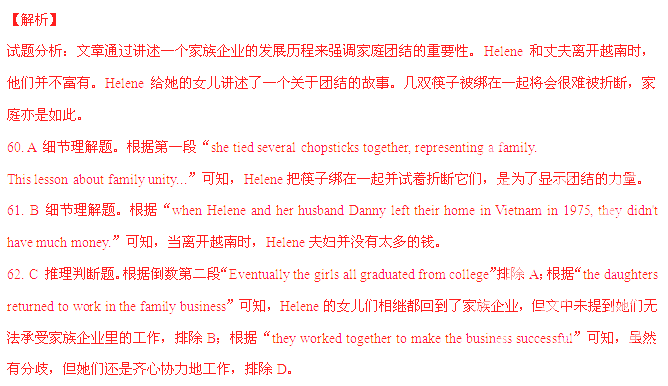 【解析】
试题分析：文章通过讲述一个家族企业的发展历程来强调家庭团结的重要性。Helene 和丈夫离开越南时，
他们并不富有。Helene 给她的女儿讲述了一个关于团结的故事。几双筷子被绑在一起将会很难被折断，家
庭亦是如此。
60. A 细节理解题。根据第一段“she tied several chopsticks together, representing a family.
This lesson about family unity...”可知，Helene 把筷子绑在一起并试着折断它们，是为了显示团结的力量。
61. B 细节理解题。根据“when Helene and her husband Danny left their home in Vietnam in 1975, they didn't
have much money.”可知，当离开越南时，Helene 夫妇并没有太多的钱。
62. C 推理判断题。根据倒数第二段“Eventually the girls all graduated from college”排除 A；根据“the daughters
returned to work in the family business”可知，Helene 的女儿们相继都回到了家族企业，但文中未提到她们无
法承受家族企业里的工作，排除 B；根据“they worked together to make the business successful”可知，虽然
有分歧，但她们还是齐心协力地工作，排除 D。